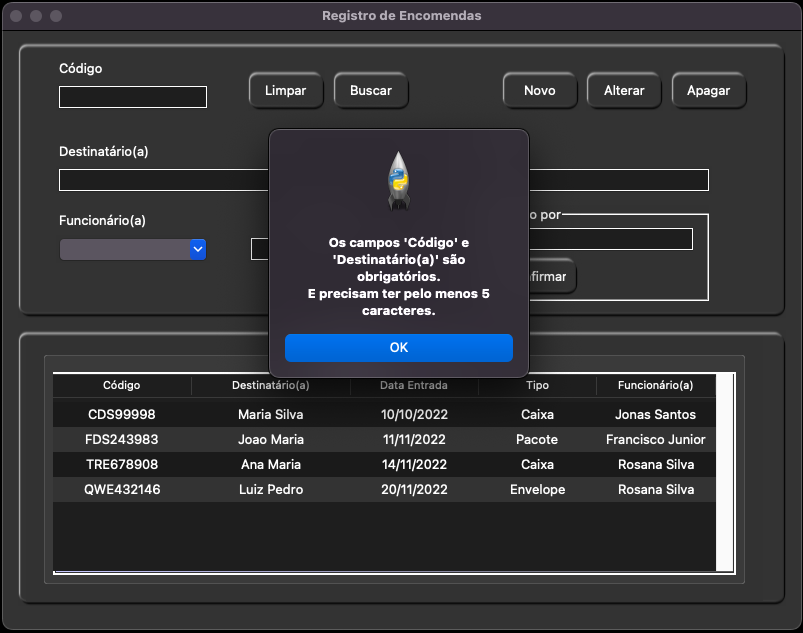 Registro de Encomendas
Código
Limpar Buscar Novo Alterar Apagar
Destinatário(a)
Funcionário(a)
por
Os campos 'Código' e
'Destinatário(a)' são
obrigatórios.
E precisam ter pelo menos 5
caracteres.
OK
Código Destinatário(a) Data Entrada Tipo Funcionário(a)
CDS99998 Maria Silva 10/10/2022 Caixa Jonas Santos
FDS243983 Joao Maria 11/11/2022 Pacote Francisco Junior
TRE678908 Ana Maria 14/11/2022 Caixa Rosana Silva
QWE432146 Luiz Pedro 20/11/2022 Envelope Rosana Silva